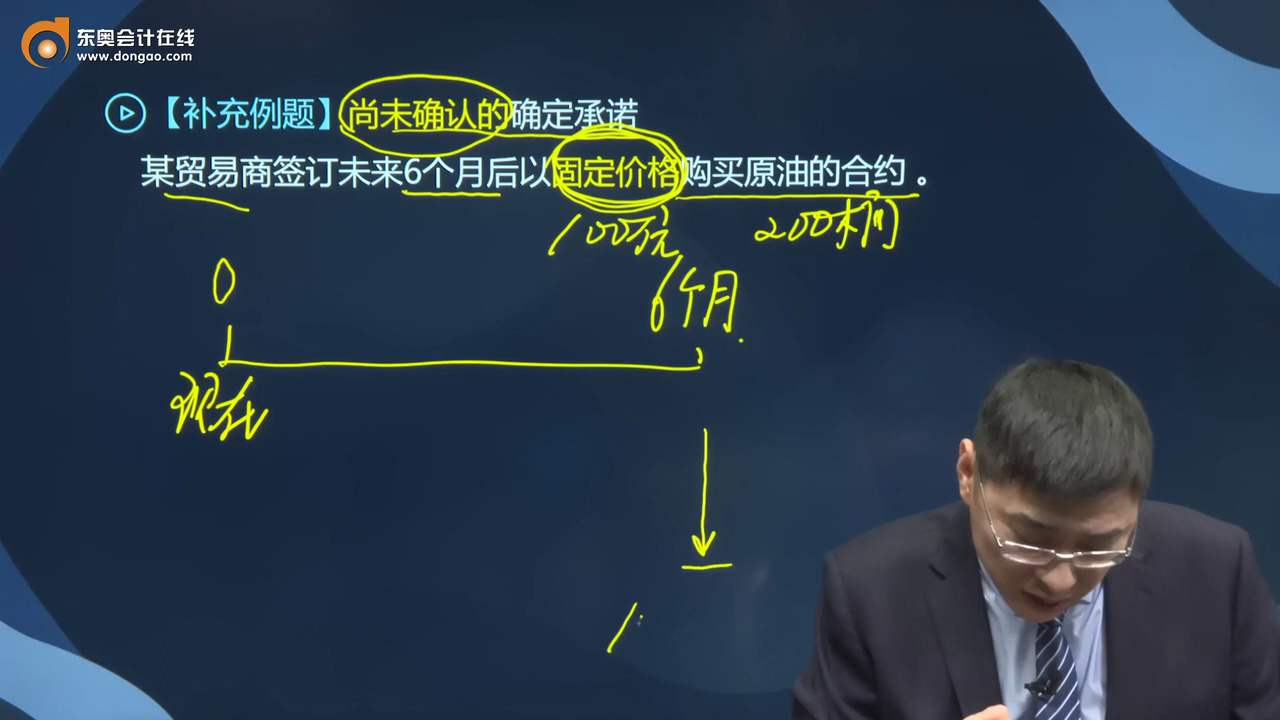 东奥会计在线
www.dongao.com
【补充例题】尚未确认的确定承诺
某贸易商签订未来6个月后以固定价格购买原油的合约。
100万元 200桶
0 6个月
现在
1